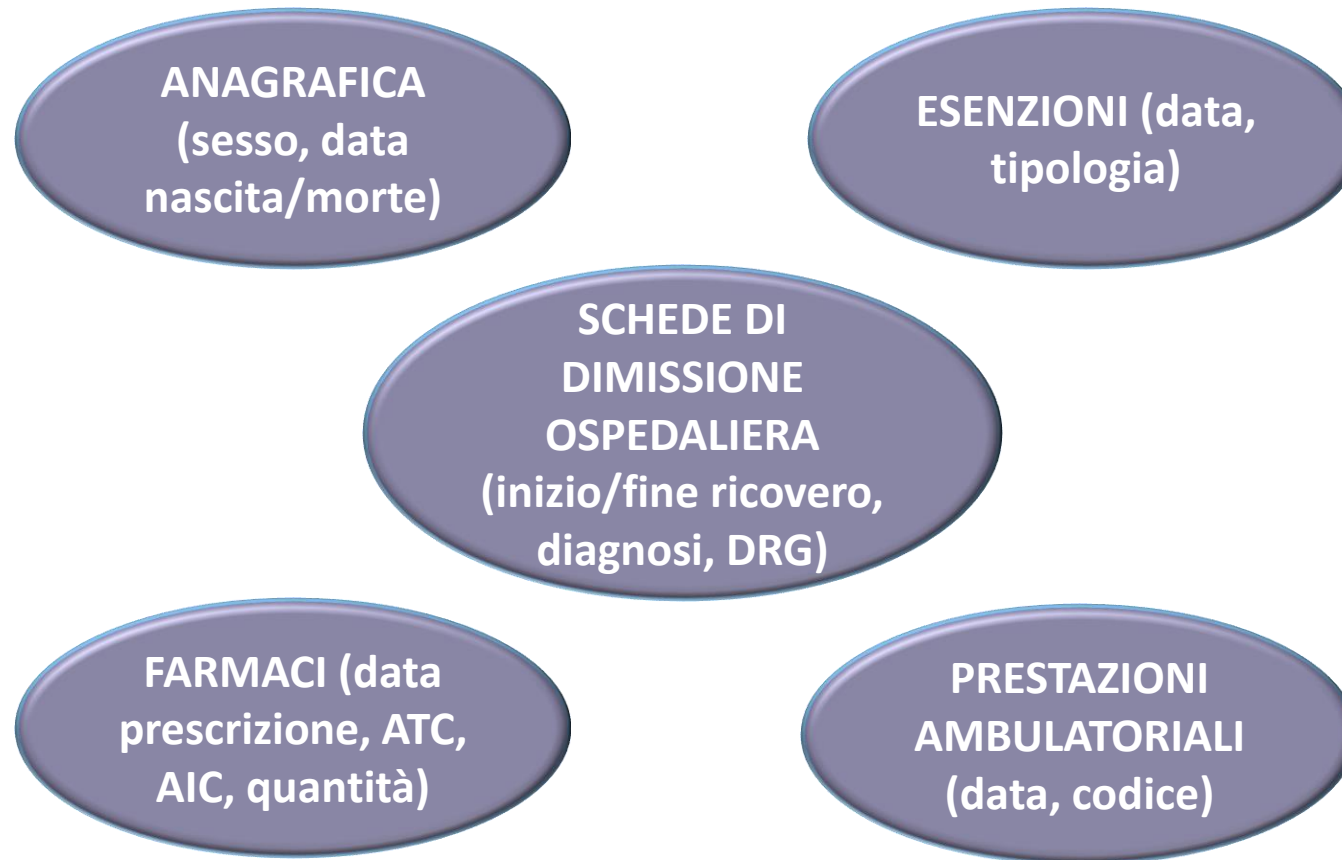 ANAGRAFICA
(sesso, data
nascita/morte)
ESENZIONI (data,
tipologia)
SCHEDE DI
DIMISSIONE
OSPEDALIERA
(inizio/fine ricovero,
diagnosi, DRG)
FARMACI (data
prescrizione, ATC,
AIC, quantità)
PRESTAZIONI
AMBULATORIALI
(data, codice)